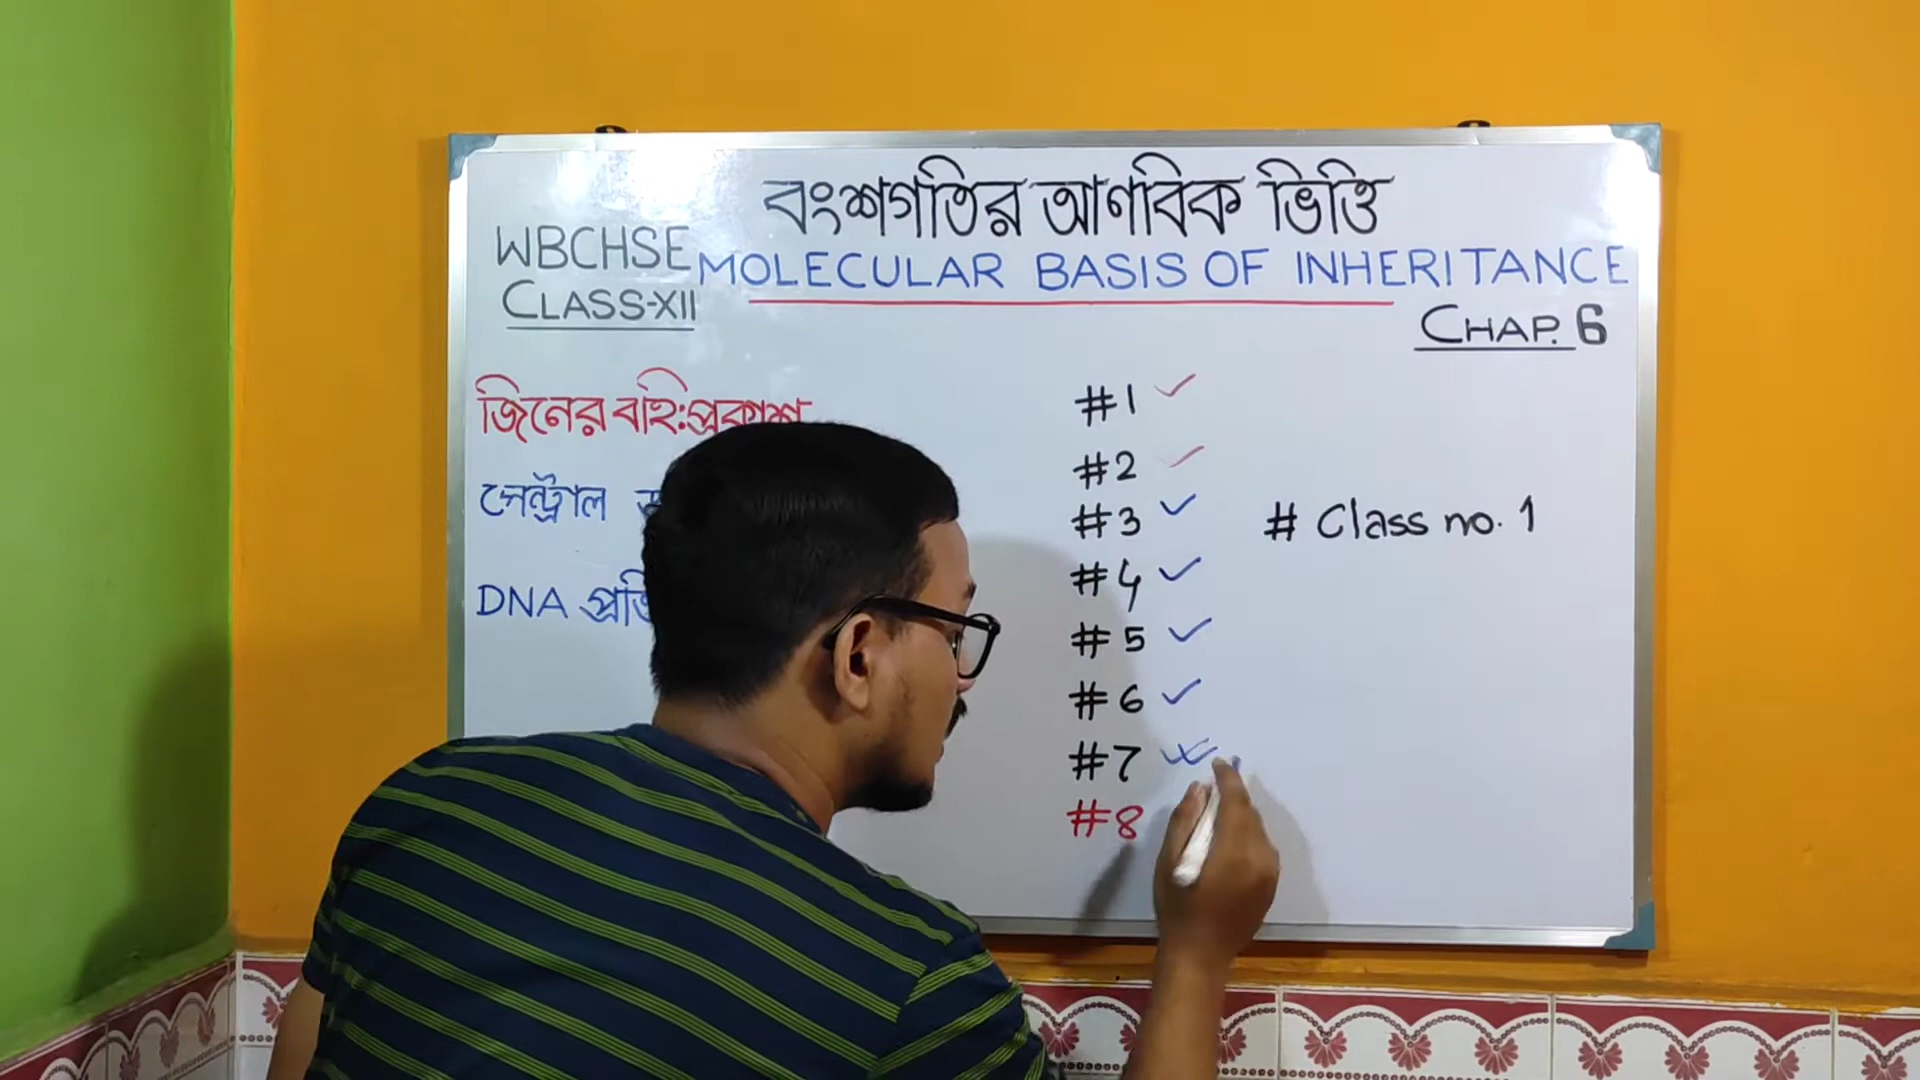 বংশগতির আণবিক ভিত্তি
WBCHSE
MOLECULAR BASIS OF INHERITANCE
CLASS-XII
CHAP. 6
জিনের বহি:প্রকাশ
সেন্ট্রাল
DNA
#1
#2
#3
# Class no. 1
#4
#5
#6
#7
#8